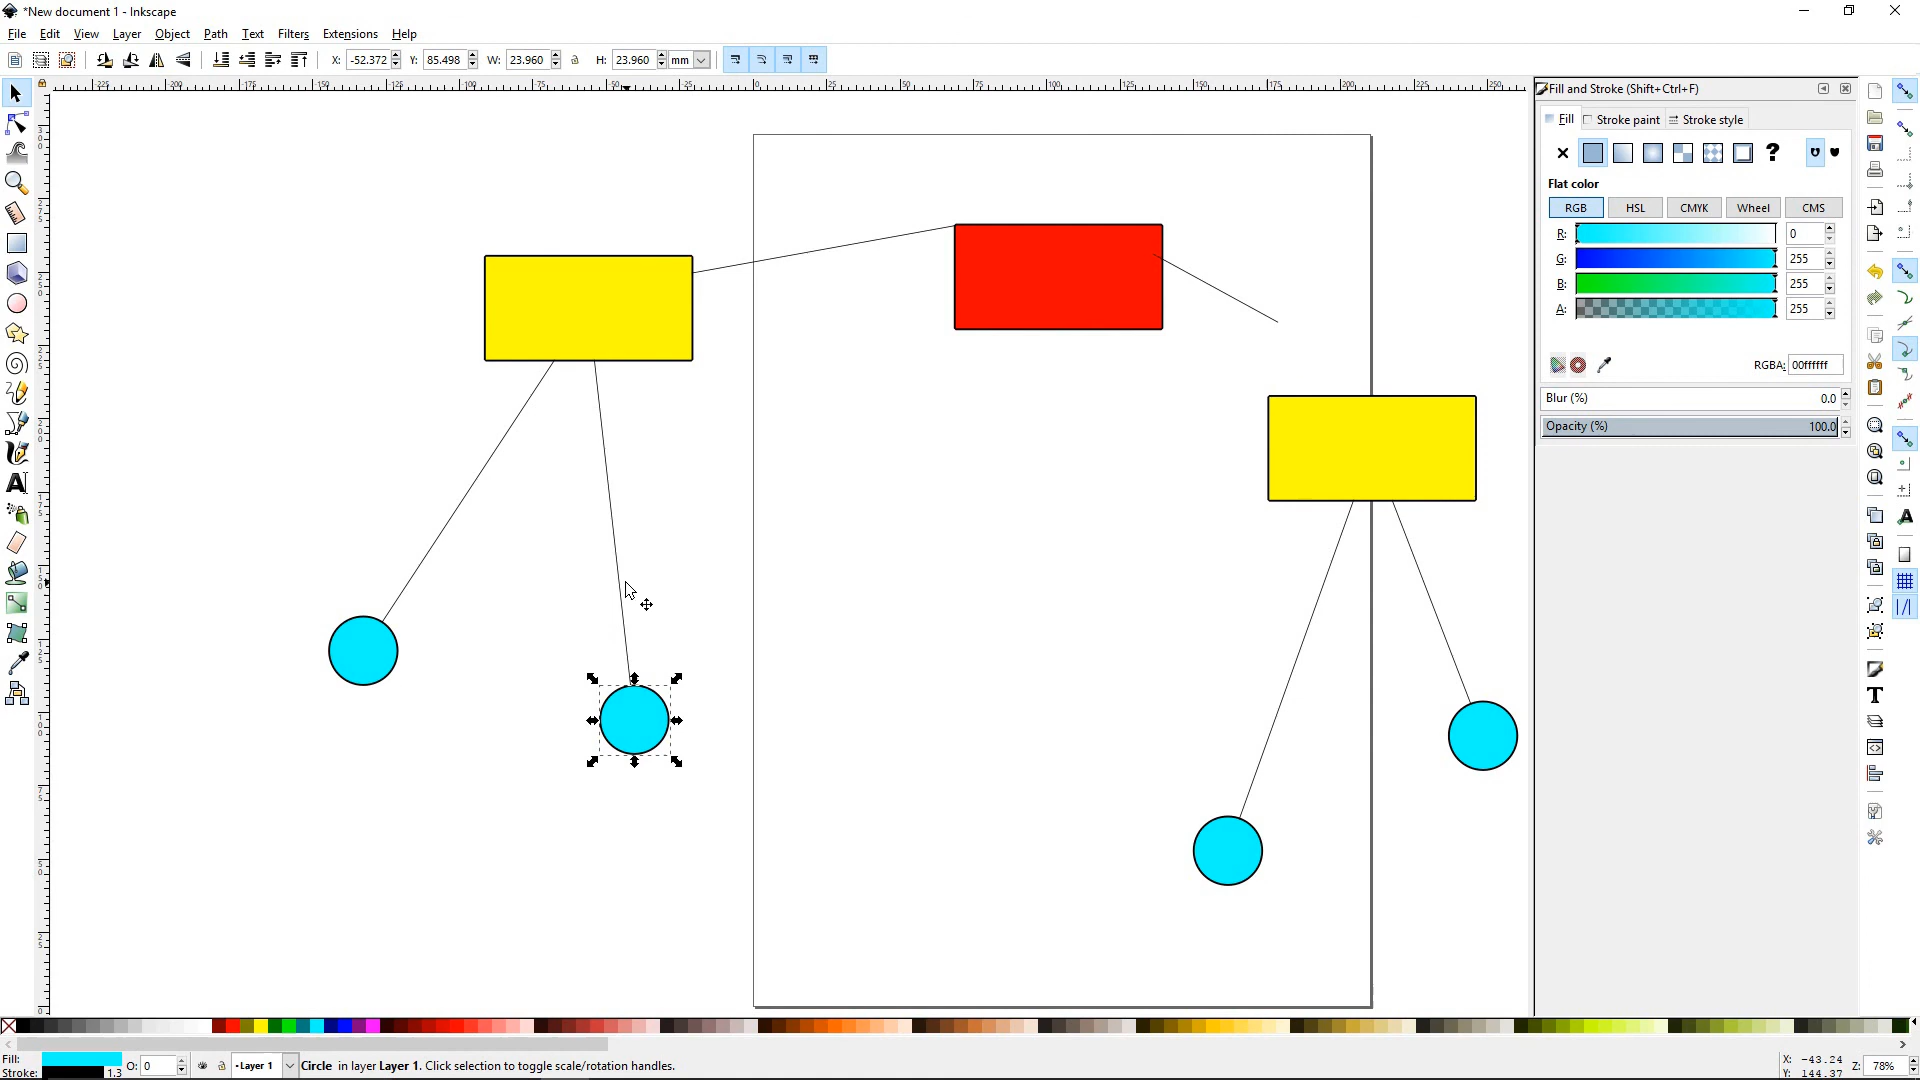 *New document 1 - Inkscape
File Edit View Layer Object Path Text Filters Extensions Help
X: -52.372 Y: 85.498 W: 23.960 H: 23.960 mm
Fill and Stroke (Shift+Ctrl+F)
Fill Stroke paint Stroke style
Flat color
RGB HSL CMYK Wheel CMS
R: 0
G: 255
B: 255
A: 255
RGBA: 00ffffff
Blur (%) 0.0
Opacity (%) 100.0
Fill:
Stroke: 1.3
O: 0
Layer 1
Circle in layer Layer 1. Click selection to toggle scale/rotation handles.
X: -43.24
Y: 144.37
Z: 78%